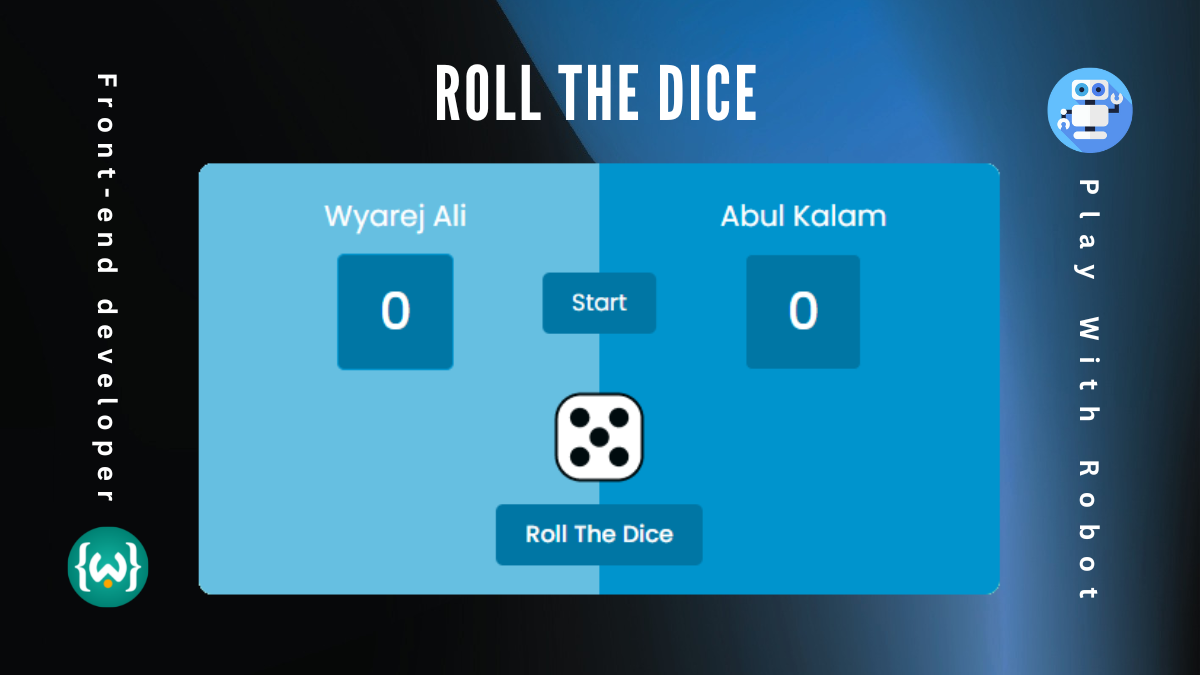 ROLL THE DICE
Front-end developer
{w}
Wyarej Ali
0
Start
Abul Kalam
0
Roll The Dice
Play With Robot